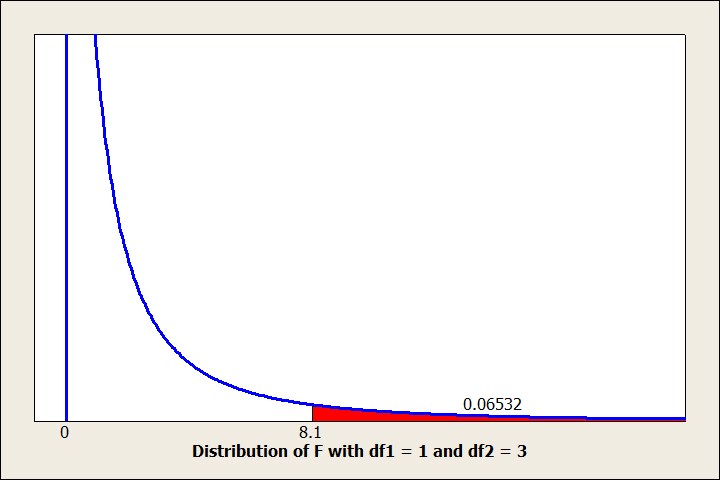 0.06532
0 8.1
Distribution of F with df1 = 1 and df2 = 3